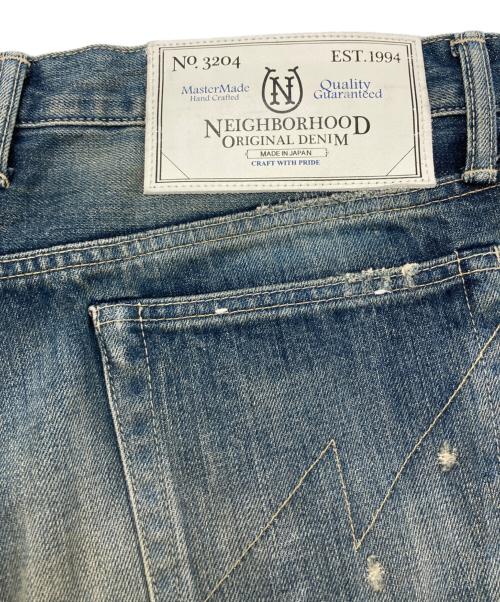 No. 3204 EST.1994
MasterMade Quality
Hand Crafted Guaranteed
N
NEIGHBORHOOD
ORIGINAL DENIM
MADE IN JAPAN
CRAFT WITH PRIDE